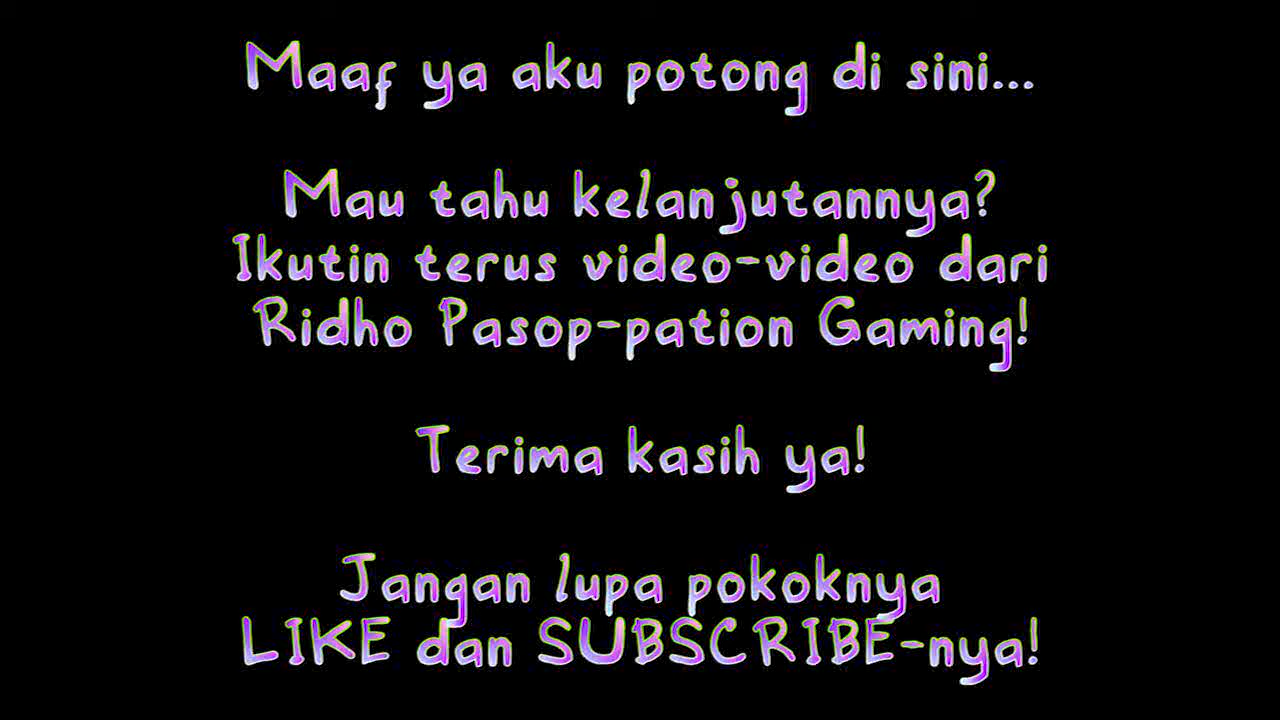 Maaf ya aku potong di sini...
Mau tahu kelanjutannya?
Ikutin terus video-video dari
Ridho Pasop-pation Gaming!
Terima kasih ya!
Jangan lupa pokoknya
LIKE dan SUBSCRIBE-nya!